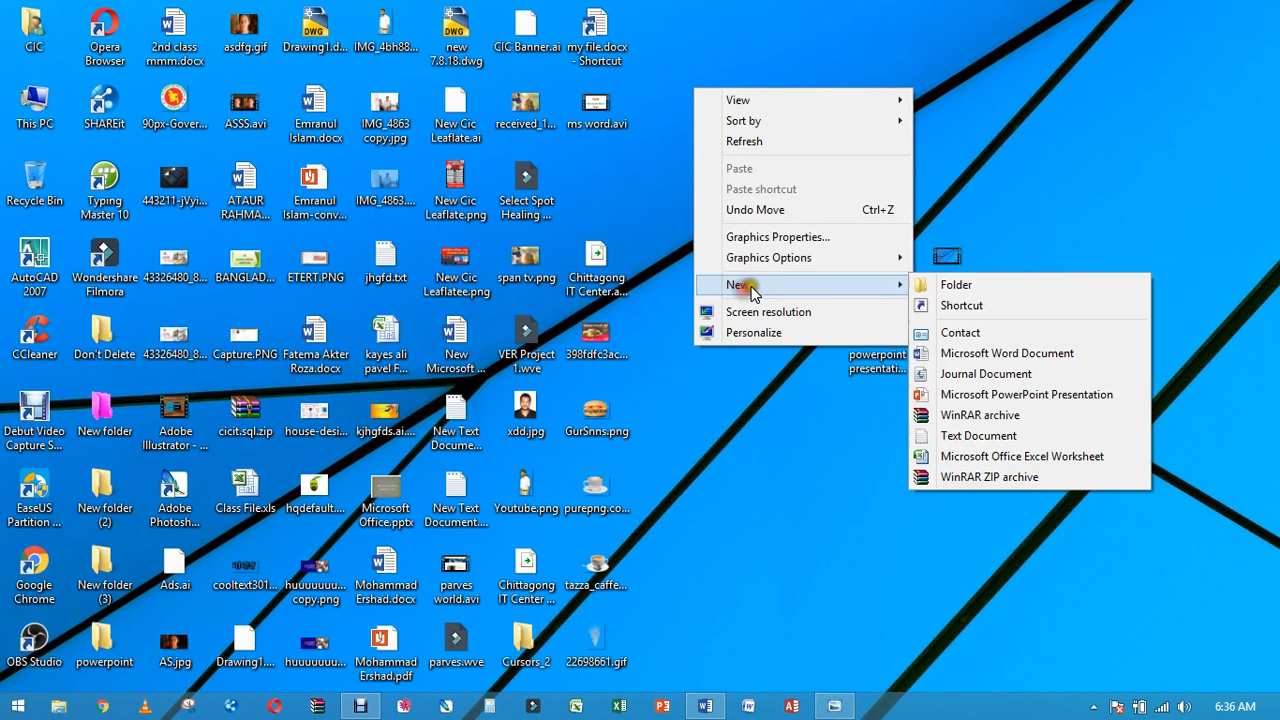 CIC
Opera
Browser
2nd class
mmm.docx
asdfg.gif
Drawing1.d...
IMG_4bh88...
new
7.8.18.dwg
CIC Banner.ai
my file.docx
- Shortcut
This PC
SHAREit
90px-Gover...
ASSS.avi
Emranul
Islam.docx
IMG_4863
copy.jpg
New Cic
Leaflate.ai
received_1...
ms word.avi
Recycle Bin
Typing
Master 10
443211-jVyi...
ATAUR
RAHMA...
Emranul
Islam-conv...
IMG_4863....
New Cic
Leaflate.png
Select Spot
Healing ...
AutoCAD
2007
Wondershare
Filmora
43326480_8...
BANGLAD...
ETERT.PNG
jhgfd.txt
New Cic
Leaflatee.png
span tv.png
Chittagong
IT Center.a...
CCleaner
Don't Delete
43326480_8...
Capture.PNG
Fatema Akter
Roza.docx
kayes ali
pavel F...
New
Microsoft ...
VER Project
1.wve
398fdfc3ac...
Debut Video
Capture S...
New folder
Adobe
Illustrator -...
cicit.sql.zip
house-desi...
kjhgfds.ai....
New Text
Docume...
xdd.jpg
GurSnns.png
EaseUS
Partition ...
New folder
(2)
Adobe
Photosh...
Class File.xls
hqdefault....
Microsoft
Office.pptx
New Text
Document....
Youtube.png
purepng.co...
Google
Chrome
New folder
(3)
Ads.ai
cooltext301...
huuuuuuu...
copy.png
Mohammad
Ershad.docx
parves
world.avi
Chittagong
IT Center ...
tazza_caffe...
OBS Studio
powerpoint
AS.jpg
Drawing1....
huuuuuuu...
Mohammad
Ershad.pdf
parves.wve
Cursors_2
22698661.gif
powerpoint
presentati...
View
Sort by
Refresh
Paste
Paste shortcut
Undo Move Ctrl+Z
Graphics Properties...
Graphics Options
New
Screen resolution
Personalize
Folder
Shortcut
Contact
Microsoft Word Document
Journal Document
Microsoft PowerPoint Presentation
WinRAR archive
Text Document
Microsoft Office Excel Worksheet
WinRAR ZIP archive
6:36 AM